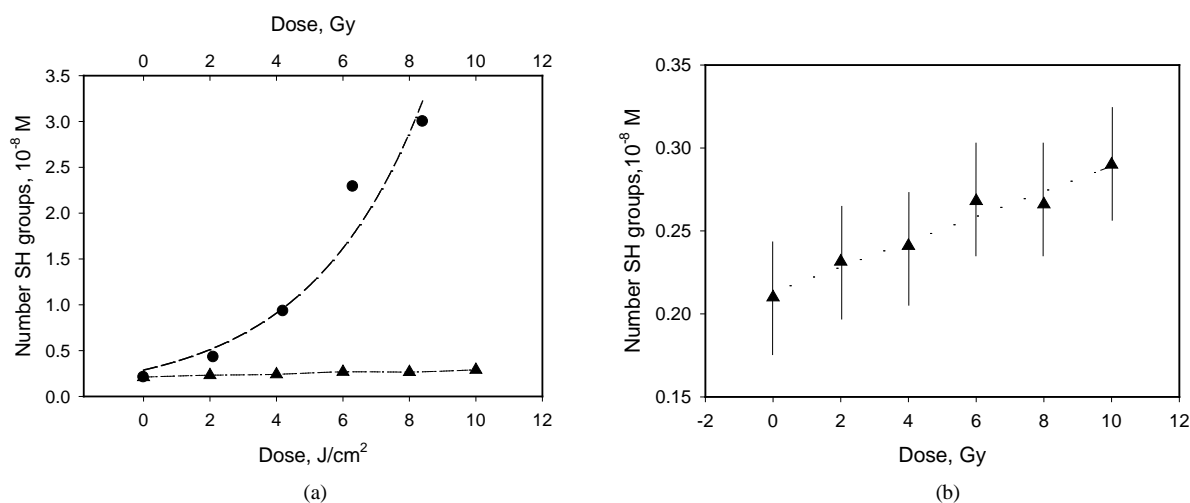 Dose, Gy
0 2 4 6 8 10 12
3.5
3.0
2.5
2.0
1.5
1.0
0.5
0.0
Number SH groups, 10⁻⁸ M
0 2 4 6 8 10 12
Dose, J/cm²
(a)
0.35
0.30
0.25
0.20
0.15
Number SH groups,10⁻⁸ M
-2 0 2 4 6 8 10 12
Dose, Gy
(b)